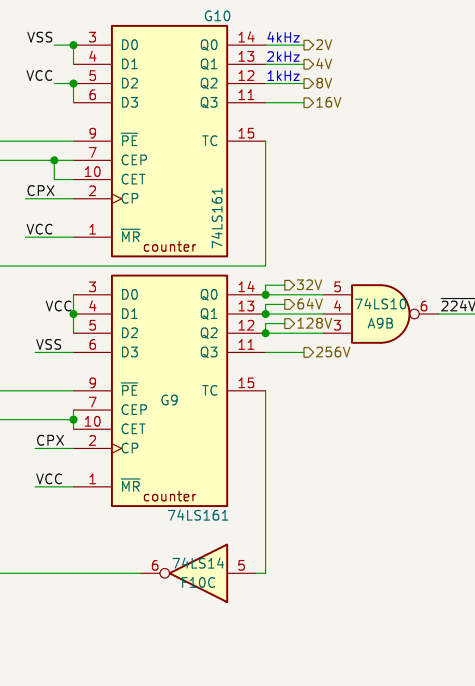 G10
VSS 3 D0 Q0 14 4kHz 2V
4 D1 Q1 13 2kHz 4V
VCC 5 D2 Q2 12 1kHz 8V
6 D3 Q3 11 16V
9 PE TC 15
7 CEP
10 CET
CPX 2 CP
74LS161
VCC 1 MR
counter
32V
3 D0 Q0 14 5
64V
VCC 4 D1 Q1 13 4 74LS10 6 224V
128V
5 D2 Q2 12 3 A9B
VSS 6 D3 Q3 11 256V
9 PE TC 15
G9
7 CEP
10 CET
CPX 2 CP
VCC 1 MR
counter
74LS161
6 74LS14 5
F10C